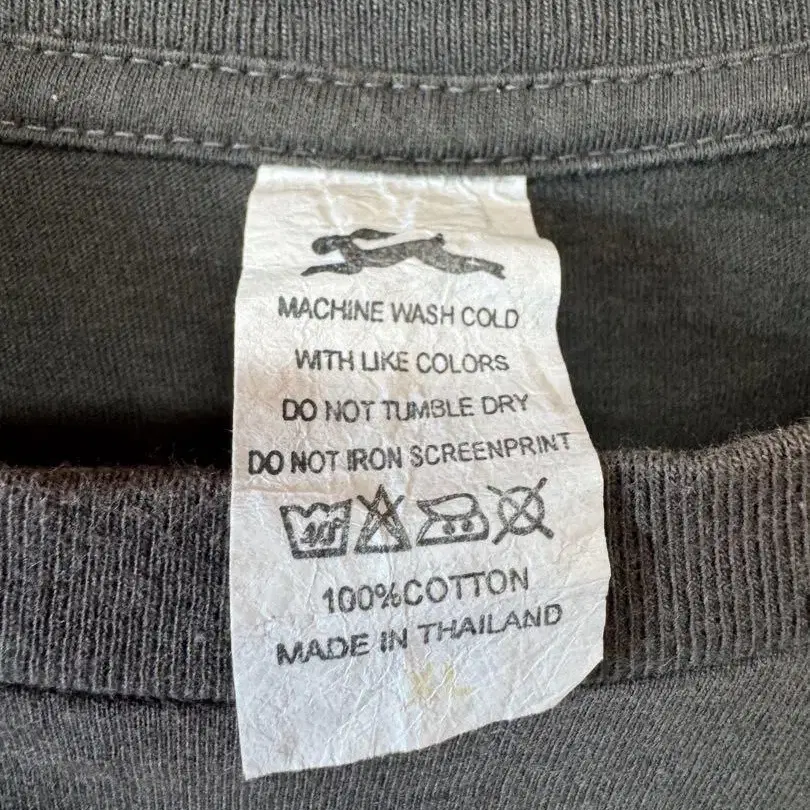 MACHINE WASH COLD
WITH LIKE COLORS
DO NOT TUMBLE DRY
DO NOT IRON SCREENPRINT
100% COTTON
MADE IN THAILAND
XL